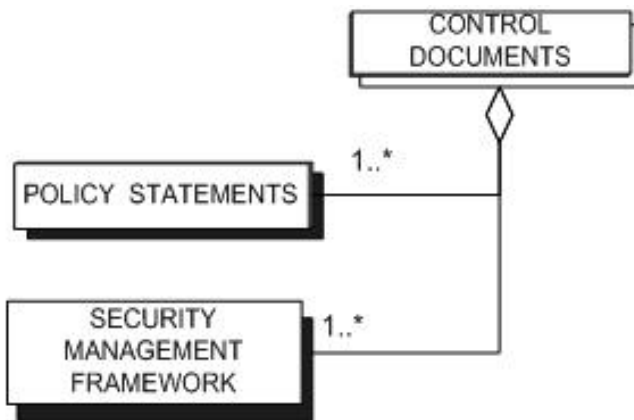 CONTROL
DOCUMENTS
1..*
POLICY STATEMENTS
1..*
SECURITY
MANAGEMENT
FRAMEWORK